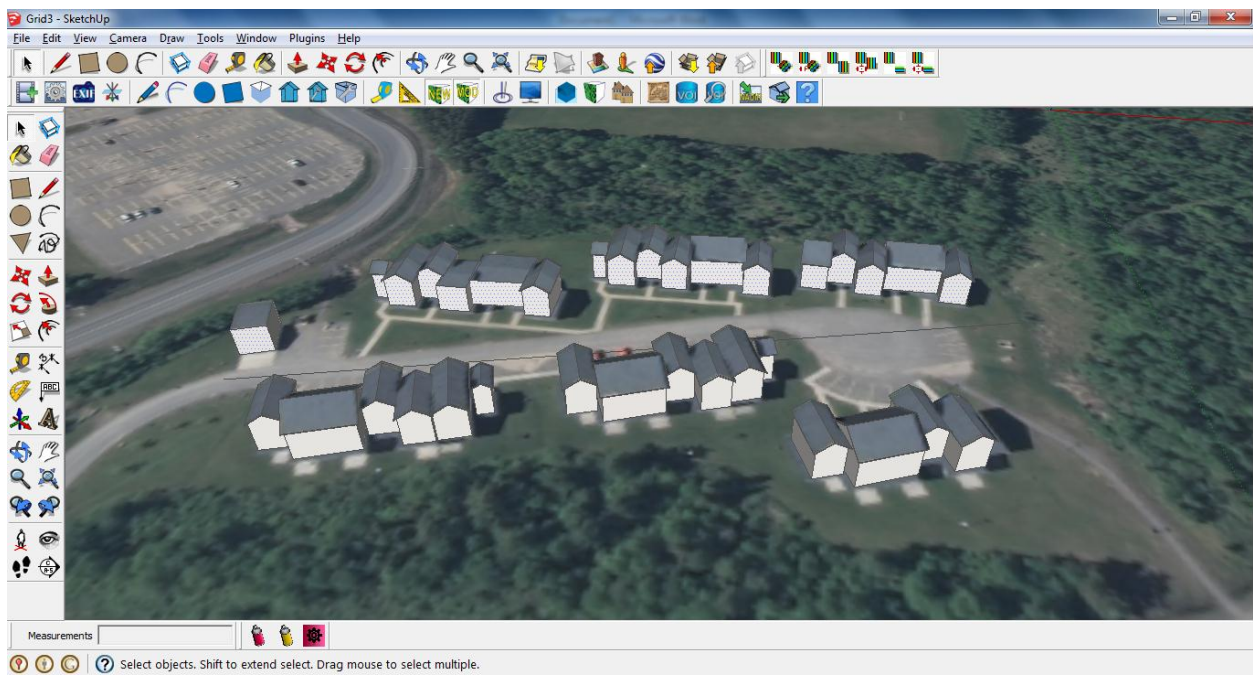 Grid3 - SketchUp
File Edit View Camera Draw Tools Window Plugins Help
EXIF
ABC
Measurements
Select objects. Shift to extend select. Drag mouse to select multiple.